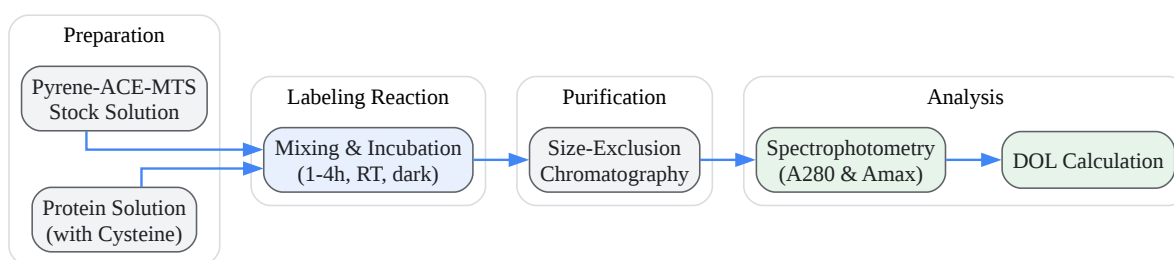 Preparation
Pyrene-ACE-MTS
Stock Solution
Protein Solution
(with Cysteine)
Labeling Reaction
Mixing & Incubation
(1-4h, RT, dark)
Purification
Size-Exclusion
Chromatography
Analysis
Spectrophotometry
(A280 & Amax)
DOL Calculation